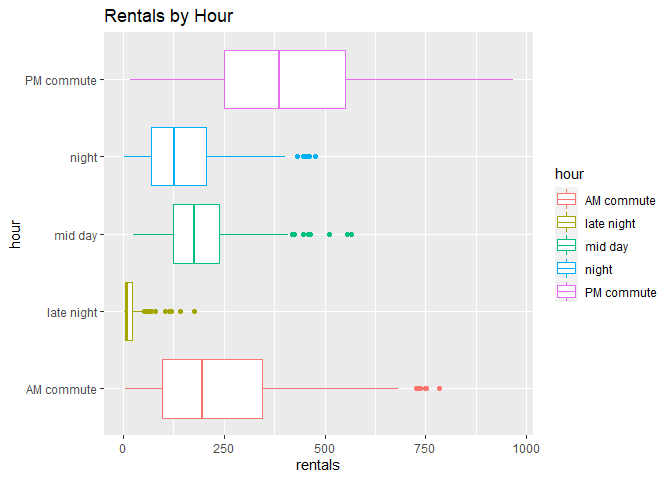 Rentals by Hour
hour
PM commute
night
mid day
late night
AM commute
0
250
500
750
1000
rentals
hour
AM commute
late night
mid day
night
PM commute